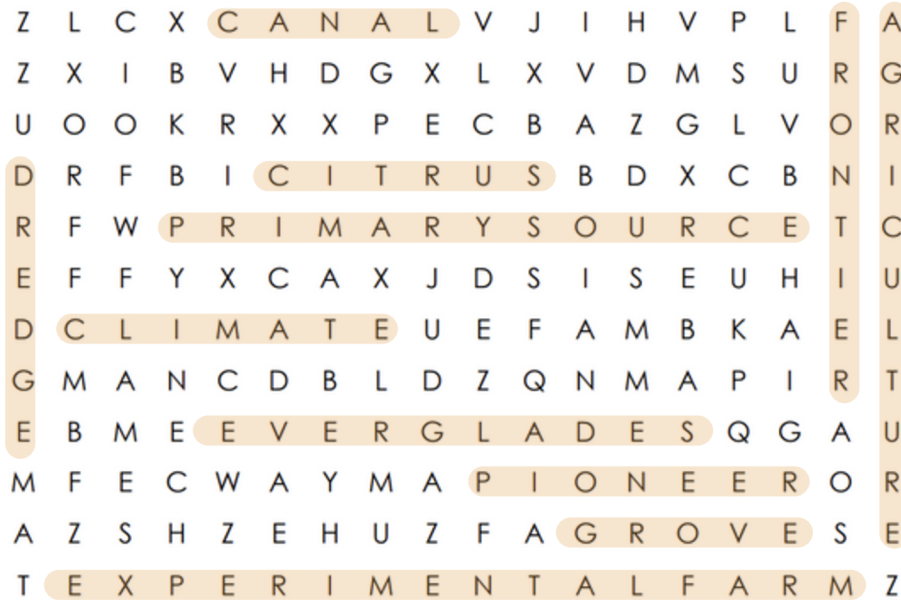 Z L C X C A N A L V J I H V P L F A
Z X I B V H D G X L X V D M S U R G
U O O K R X X P E C B A Z G L V O R
D R F B I C I T R U S B D X C B N I
R F W P R I M A R Y S O U R C E T C
E F F Y X C A X J D S I S E U H I U
D C L I M A T E U E F A M B K A E L
G M A N C D B L D Z Q N M A P I R T
E B M E E V E R G L A D E S Q G A U
M F E C W A Y M A P I O N E E R O R
A Z S H Z E H U Z F A G R O V E S E
T E X P E R I M E N T A L F A R M Z